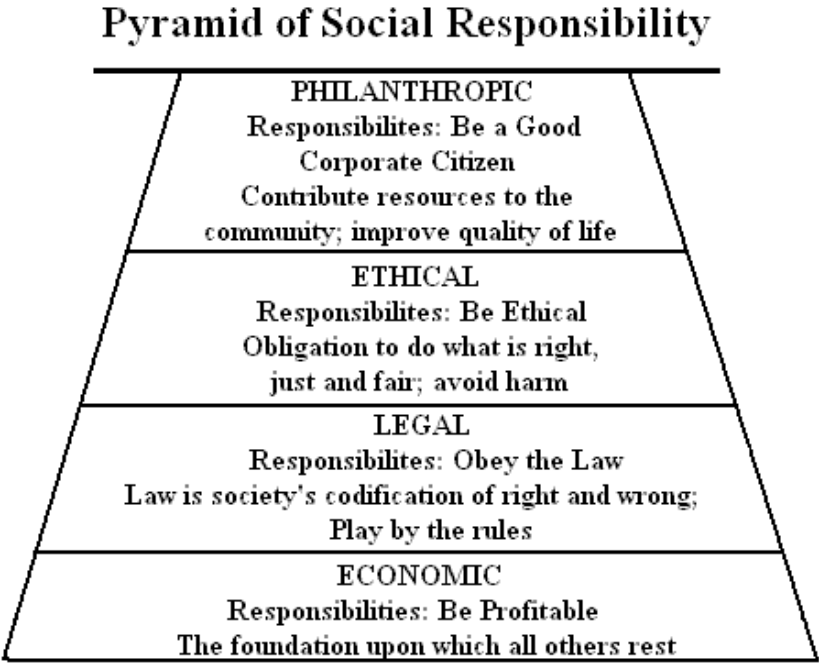 Pyramid of Social Responsibility
PHILANTHROPIC
Responsibilites: Be a Good
Corporate Citizen
Contribute resources to the
community; improve quality of life
ETHICAL
Responsibilites: Be Ethical
Obligation to do what is right,
just and fair; avoid harm
LEGAL
Responsibilites: Obey the Law
Law is society's codification of right and wrong;
Play by the rules
ECONOMIC
Responsibilities: Be Profitable
The foundation upon which all others rest